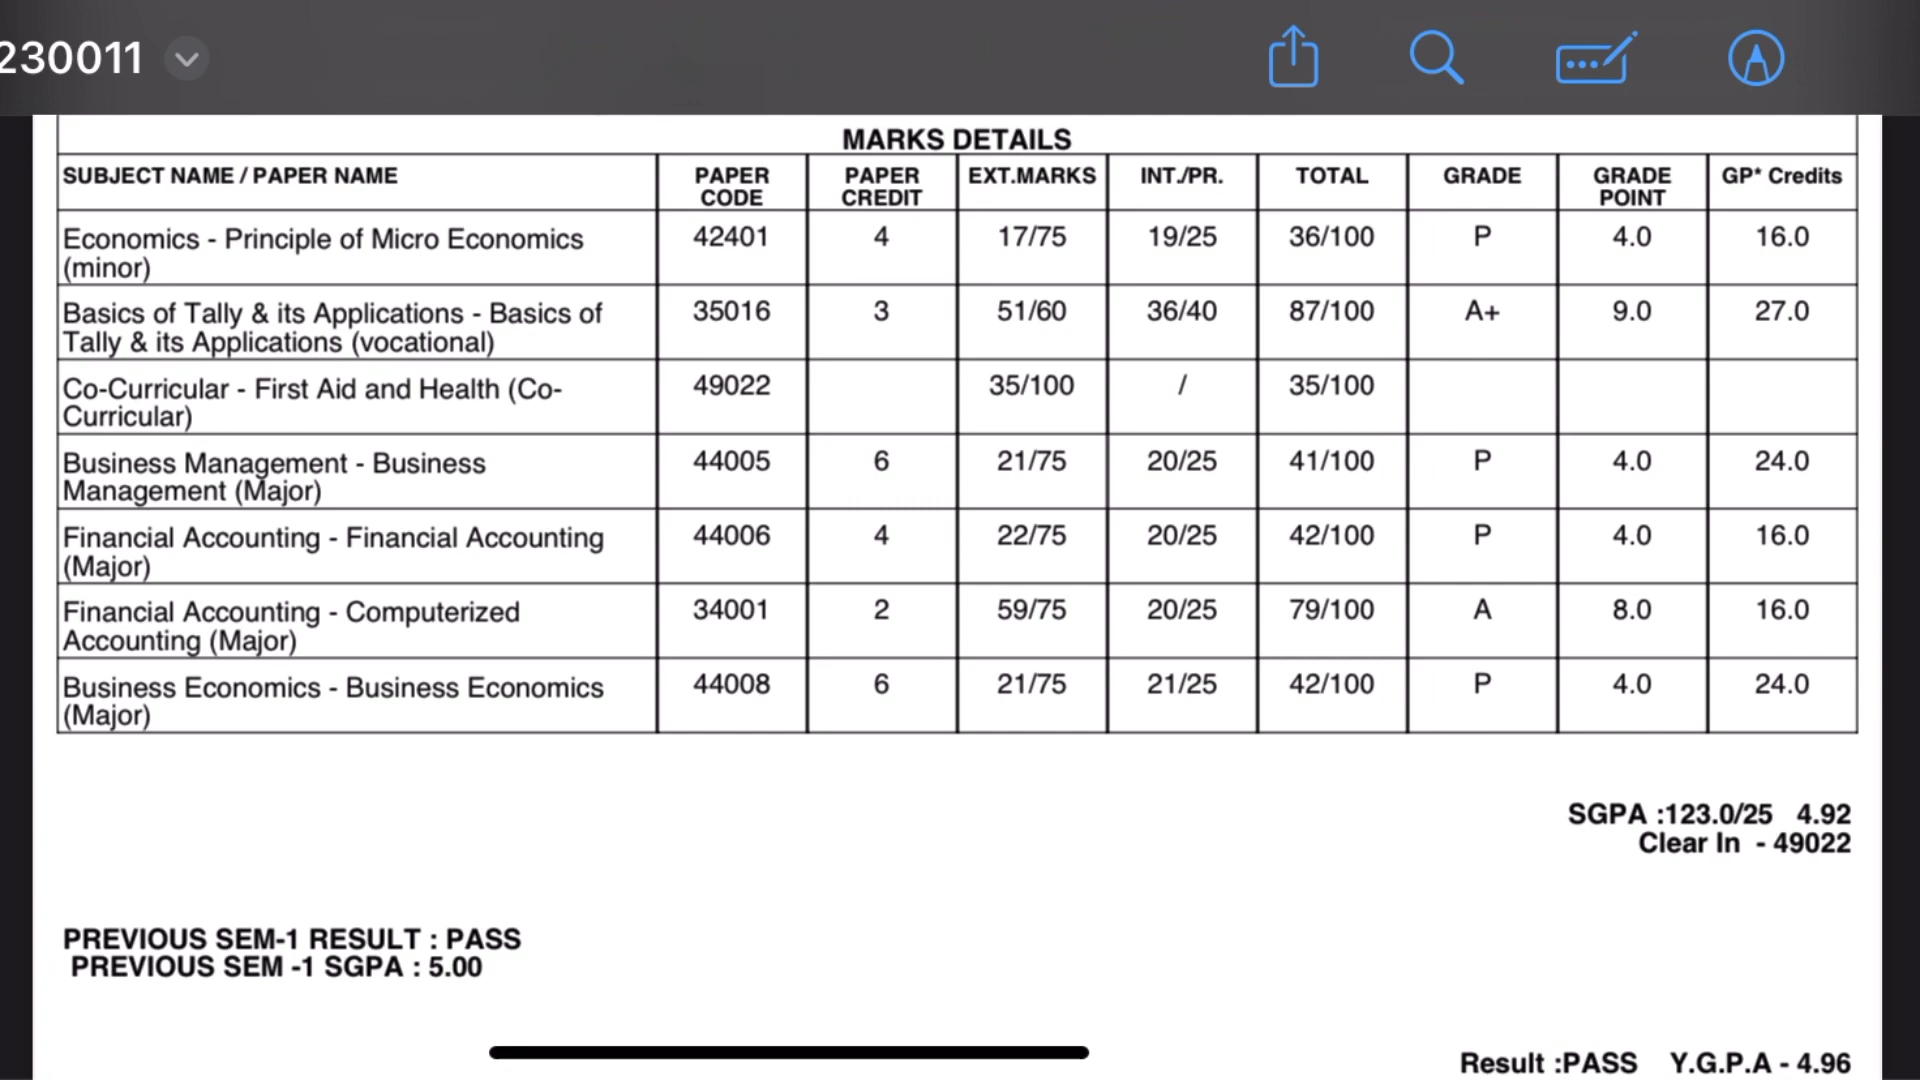 230011
MARKS DETAILS
SUBJECT NAME / PAPER NAME PAPER CODE PAPER CREDIT EXT.MARKS INT./PR. TOTAL GRADE GRADE POINT GP* Credits
Economics - Principle of Micro Economics (minor) 42401 4 17/75 19/25 36/100 P 4.0 16.0
Basics of Tally & its Applications - Basics of Tally & its Applications (vocational) 35016 3 51/60 36/40 87/100 A+ 9.0 27.0
Co-Curricular - First Aid and Health (Co-Curricular) 49022 35/100 / 35/100
Business Management - Business Management (Major) 44005 6 21/75 20/25 41/100 P 4.0 24.0
Financial Accounting - Financial Accounting (Major) 44006 4 22/75 20/25 42/100 P 4.0 16.0
Financial Accounting - Computerized Accounting (Major) 34001 2 59/75 20/25 79/100 A 8.0 16.0
Business Economics - Business Economics (Major) 44008 6 21/75 21/25 42/100 P 4.0 24.0
SGPA :123.0/25 4.92
Clear In - 49022
PREVIOUS SEM-1 RESULT : PASS
PREVIOUS SEM -1 SGPA : 5.00
Result :PASS Y.G.P.A - 4.96